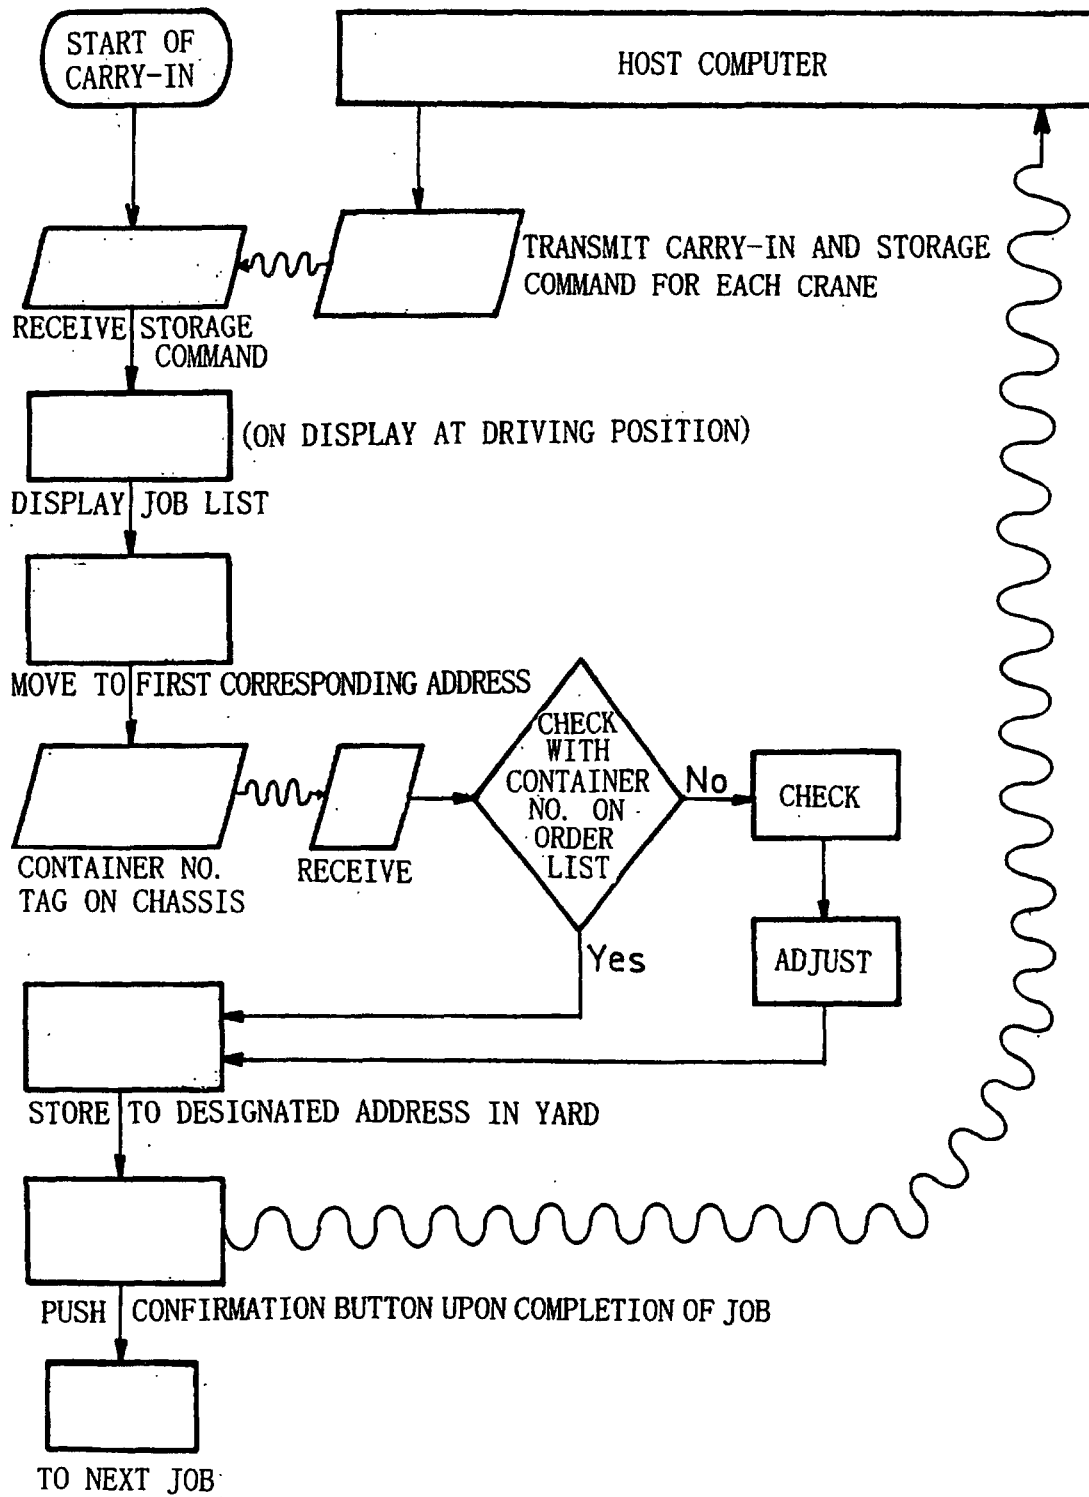 START OF
CARRY-IN
HOST COMPUTER
TRANSMIT CARRY-IN AND STORAGE
COMMAND FOR EACH CRANE
RECEIVE STORAGE
COMMAND
(ON DISPLAY AT DRIVING POSITION)
DISPLAY JOB LIST
MOVE TO FIRST CORRESPONDING ADDRESS
CONTAINER NO.
TAG ON CHASSIS
RECEIVE
CHECK
WITH
CONTAINER
NO. ON
ORDER
LIST
No
CHECK
ADJUST
Yes
STORE TO DESIGNATED ADDRESS IN YARD
PUSH CONFIRMATION BUTTON UPON COMPLETION OF JOB
TO NEXT JOB